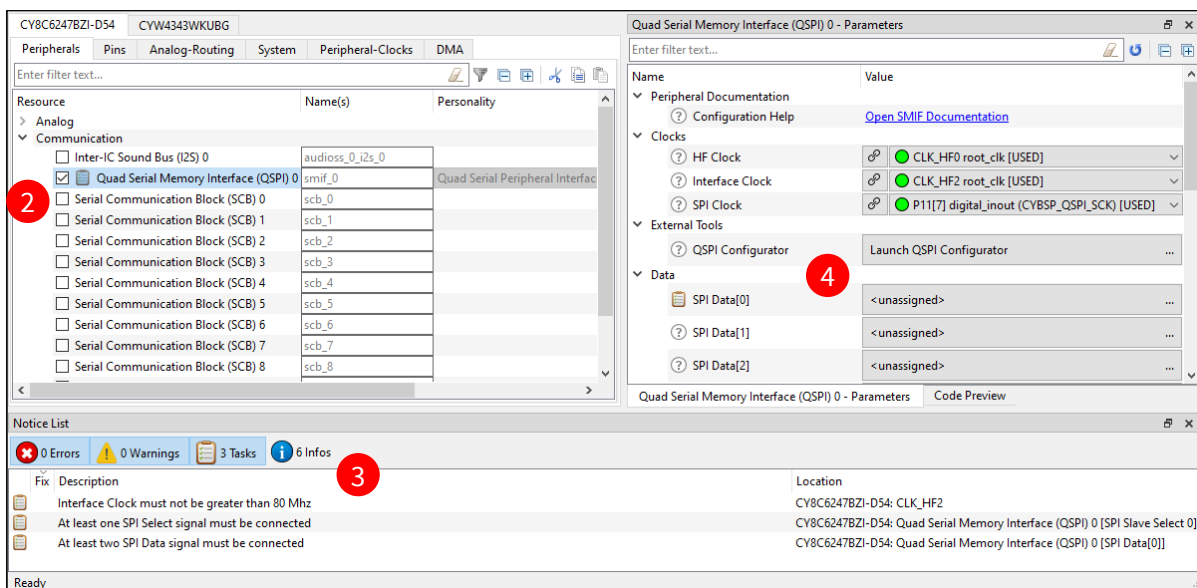 CY8C6247BZI-D54 CYW4343WKUBG
Peripherals Pins Analog-Routing System Peripheral-Clocks DMA
Enter filter text...
Resource Name(s) Personality
Analog
Communication
Inter-IC Sound Bus (I2S) 0 audioss_0_i2s_0
Quad Serial Memory Interface (QSPI) 0 smif_0 Quad Serial Peripheral Interfac
2
Serial Communication Block (SCB) 0 scb_0
Serial Communication Block (SCB) 1 scb_1
Serial Communication Block (SCB) 2 scb_2
Serial Communication Block (SCB) 3 scb_3
Serial Communication Block (SCB) 4 scb_4
Serial Communication Block (SCB) 5 scb_5
Serial Communication Block (SCB) 6 scb_6
Serial Communication Block (SCB) 7 scb_7
Serial Communication Block (SCB) 8 scb_8
Quad Serial Memory Interface (QSPI) 0 - Parameters
Enter filter text...
Name Value
Peripheral Documentation
Configuration Help Open SMIF Documentation
Clocks
HF Clock CLK_HF0 root_clk [USED]
Interface Clock CLK_HF2 root_clk [USED]
SPI Clock P11[7] digital_inout (CYBSP_QSPI_SCK) [USED]
External Tools
QSPI Configurator Launch QSPI Configurator ...
Data
4
SPI Data[0] <unassigned> ...
SPI Data[1] <unassigned> ...
SPI Data[2] <unassigned> ...
Quad Serial Memory Interface (QSPI) 0 - Parameters Code Preview
Notice List
0 Errors 0 Warnings 3 Tasks 6 Infos
3
Fix Description Location
Interface Clock must not be greater than 80 Mhz CY8C6247BZI-D54: CLK_HF2
At least one SPI Select signal must be connected CY8C6247BZI-D54: Quad Serial Memory Interface (QSPI) 0 [SPI Slave Select 0]
At least two SPI Data signal must be connected CY8C6247BZI-D54: Quad Serial Memory Interface (QSPI) 0 [SPI Data[0]]
Ready